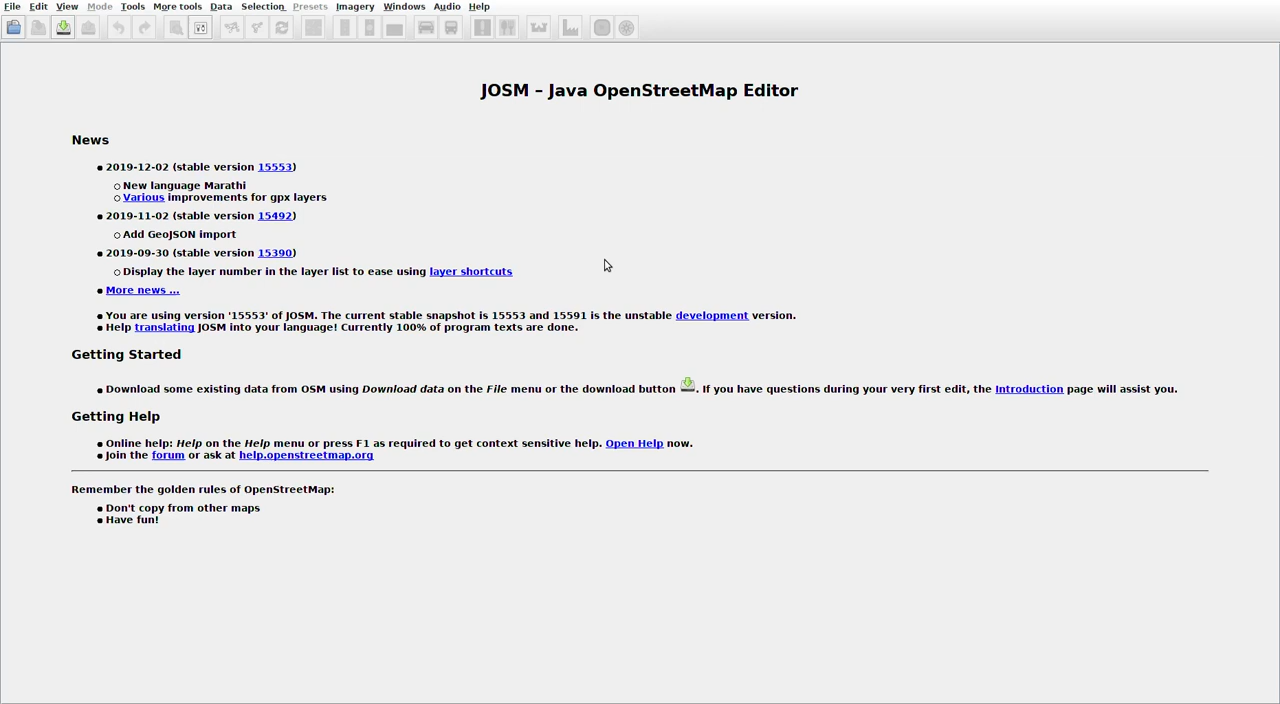 File Edit View Mode Tools More tools Data Selection Presets Imagery Windows Audio Help
JOSM – Java OpenStreetMap Editor
News
2019-12-02 (stable version 15553)
New language Marathi
Various improvements for gpx layers
2019-11-02 (stable version 15492)
Add GeoJSON import
2019-09-30 (stable version 15390)
Display the layer number in the layer list to ease using layer shortcuts
More news ...
You are using version '15553' of JOSM. The current stable snapshot is 15553 and 15591 is the unstable development version.
Help translating JOSM into your language! Currently 100% of program texts are done.
Getting Started
Download some existing data from OSM using Download data on the File menu or the download button . If you have questions during your very first edit, the Introduction page will assist you.
Getting Help
Online help: Help on the Help menu or press F1 as required to get context sensitive help. Open Help now.
Join the forum or ask at help.openstreetmap.org
Remember the golden rules of OpenStreetMap:
Don't copy from other maps
Have fun!